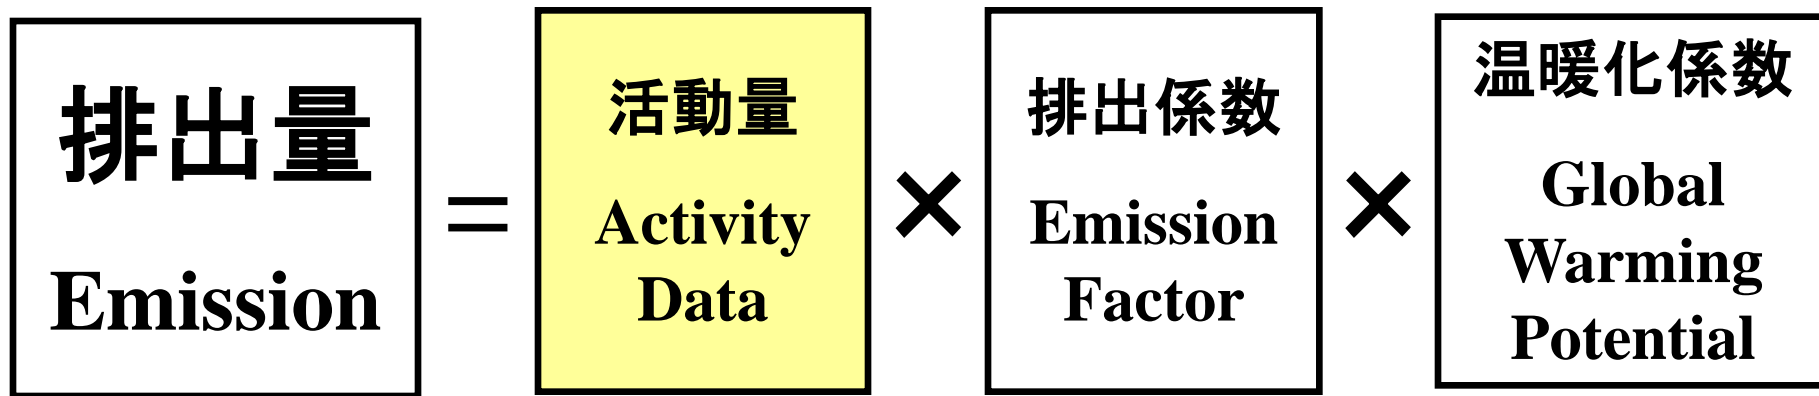 排出量
Emission
=
活動量
Activity
Data
×
排出係数
Emission
Factor
×
温暖化係数
Global
Warming
Potential